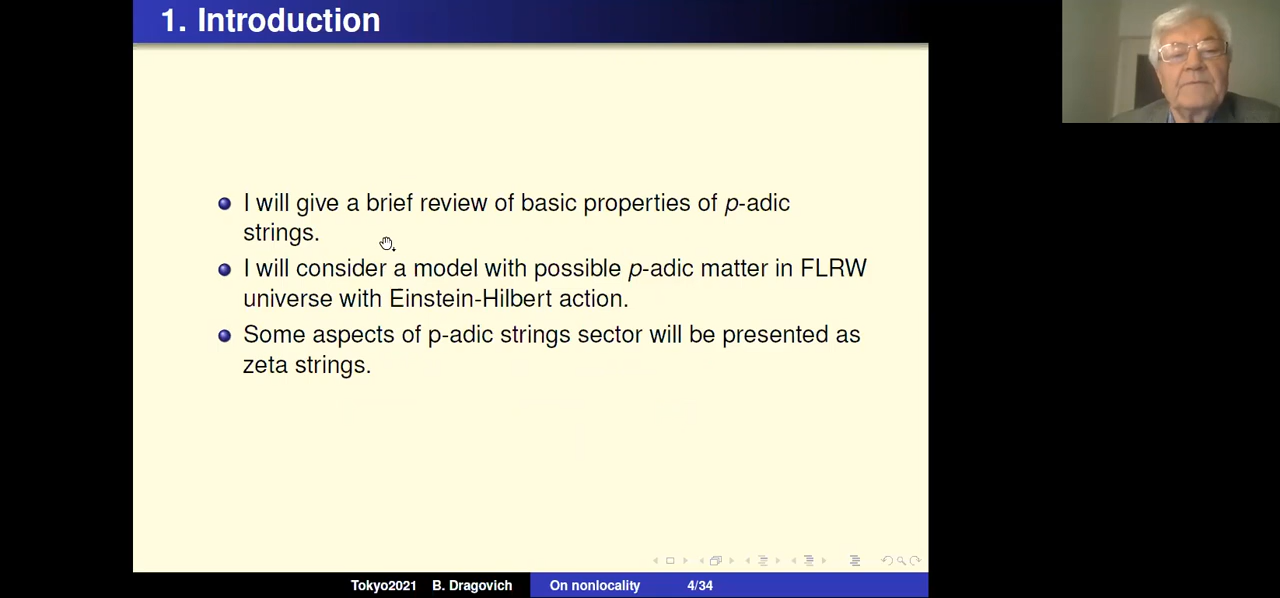 1. Introduction
I will give a brief review of basic properties of p-adic
strings.
I will consider a model with possible p-adic matter in FLRW
universe with Einstein-Hilbert action.
Some aspects of p-adic strings sector will be presented as
zeta strings.
Tokyo2021 B. Dragovich On nonlocality 4/34